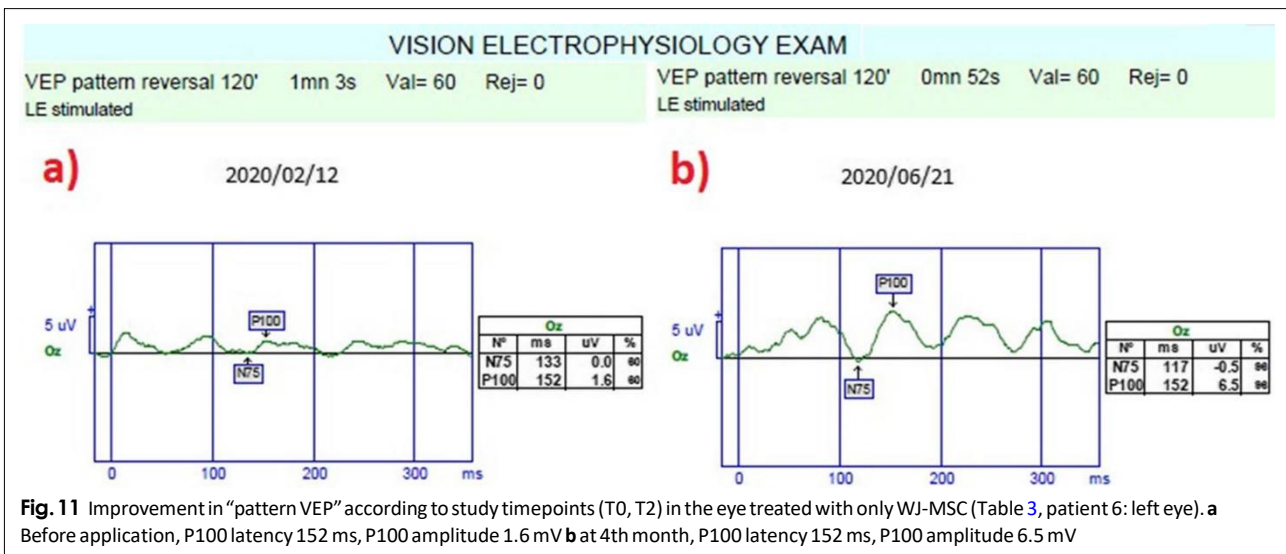 VISION ELECTROPHYSIOLOGY EXAM
VEP pattern reversal 120' 1mn 3s Val= 60 Rej= 0
LE stimulated
VEP pattern reversal 120' 0mn 52s Val= 60 Rej= 0
LE stimulated
a) 2020/02/12
b) 2020/06/21
+
5 uV
Oz
P100
N75
0 100 200 300 ms
Oz
Nº ms uV %
N75 133 0.0 60
P100 152 1.6 60
+
5 uV
Oz
P100
N75
0 100 200 300 ms
Oz
Nº ms uV %
N75 117 -0.5
P100 152 6.5
Fig. 11 Improvement in “pattern VEP” according to study timepoints (T0, T2) in the eye treated with only WJ-MSC (Table 3, patient 6: left eye). a
Before application, P100 latency 152 ms, P100 amplitude 1.6 mV b at 4th month, P100 latency 152 ms, P100 amplitude 6.5 mV